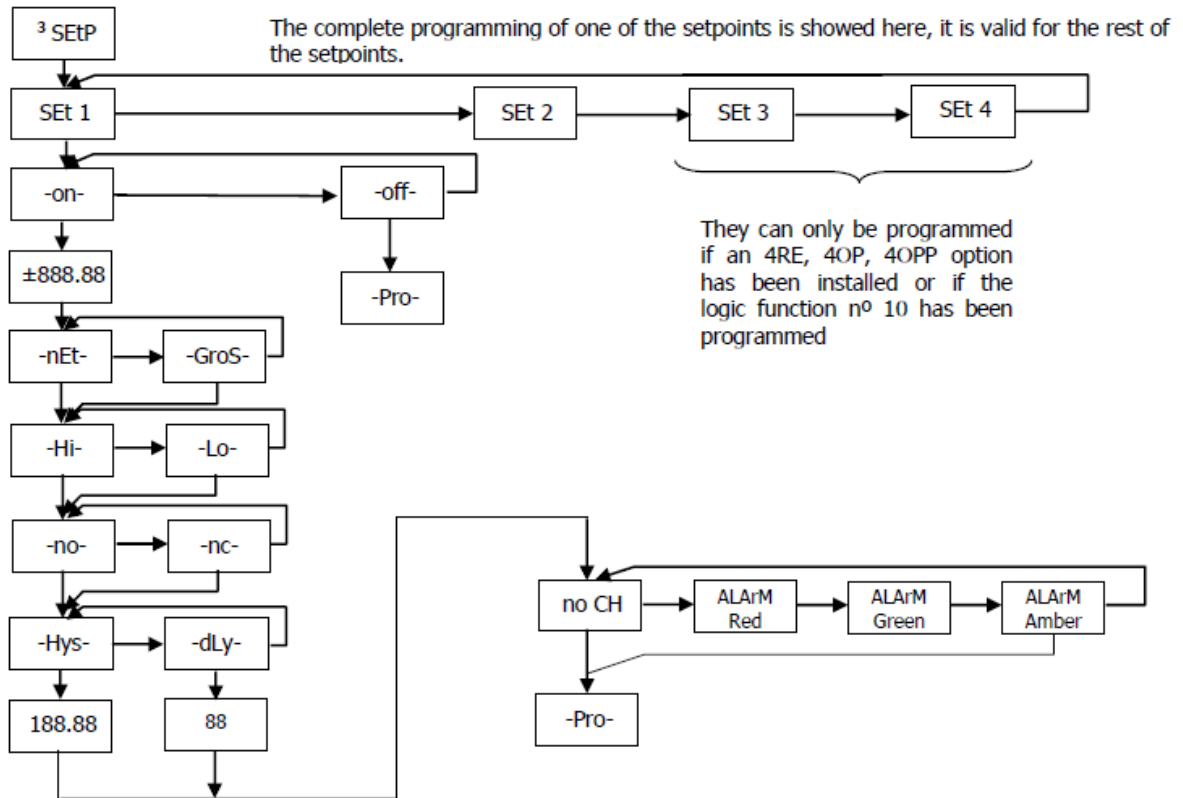 ³ SEtP
The complete programming of one of the setpoints is showed here, it is valid for the rest of
the setpoints.
SEt 1
SEt 2
SEt 3
SEt 4
-on-
-off-
They can only be programmed
if an 4RE, 4OP, 4OPP option
has been installed or if the
logic function nº 10 has been
programmed
±888.88
-Pro-
-nEt-
-GroS-
-Hi-
-Lo-
-no-
-nc-
no CH
ALArM
Red
ALArM
Green
ALArM
Amber
-Hys-
-dLy-
188.88
88
-Pro-